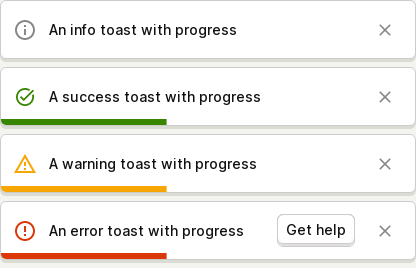 An info toast with progress
A success toast with progress
A warning toast with progress
An error toast with progress Get help